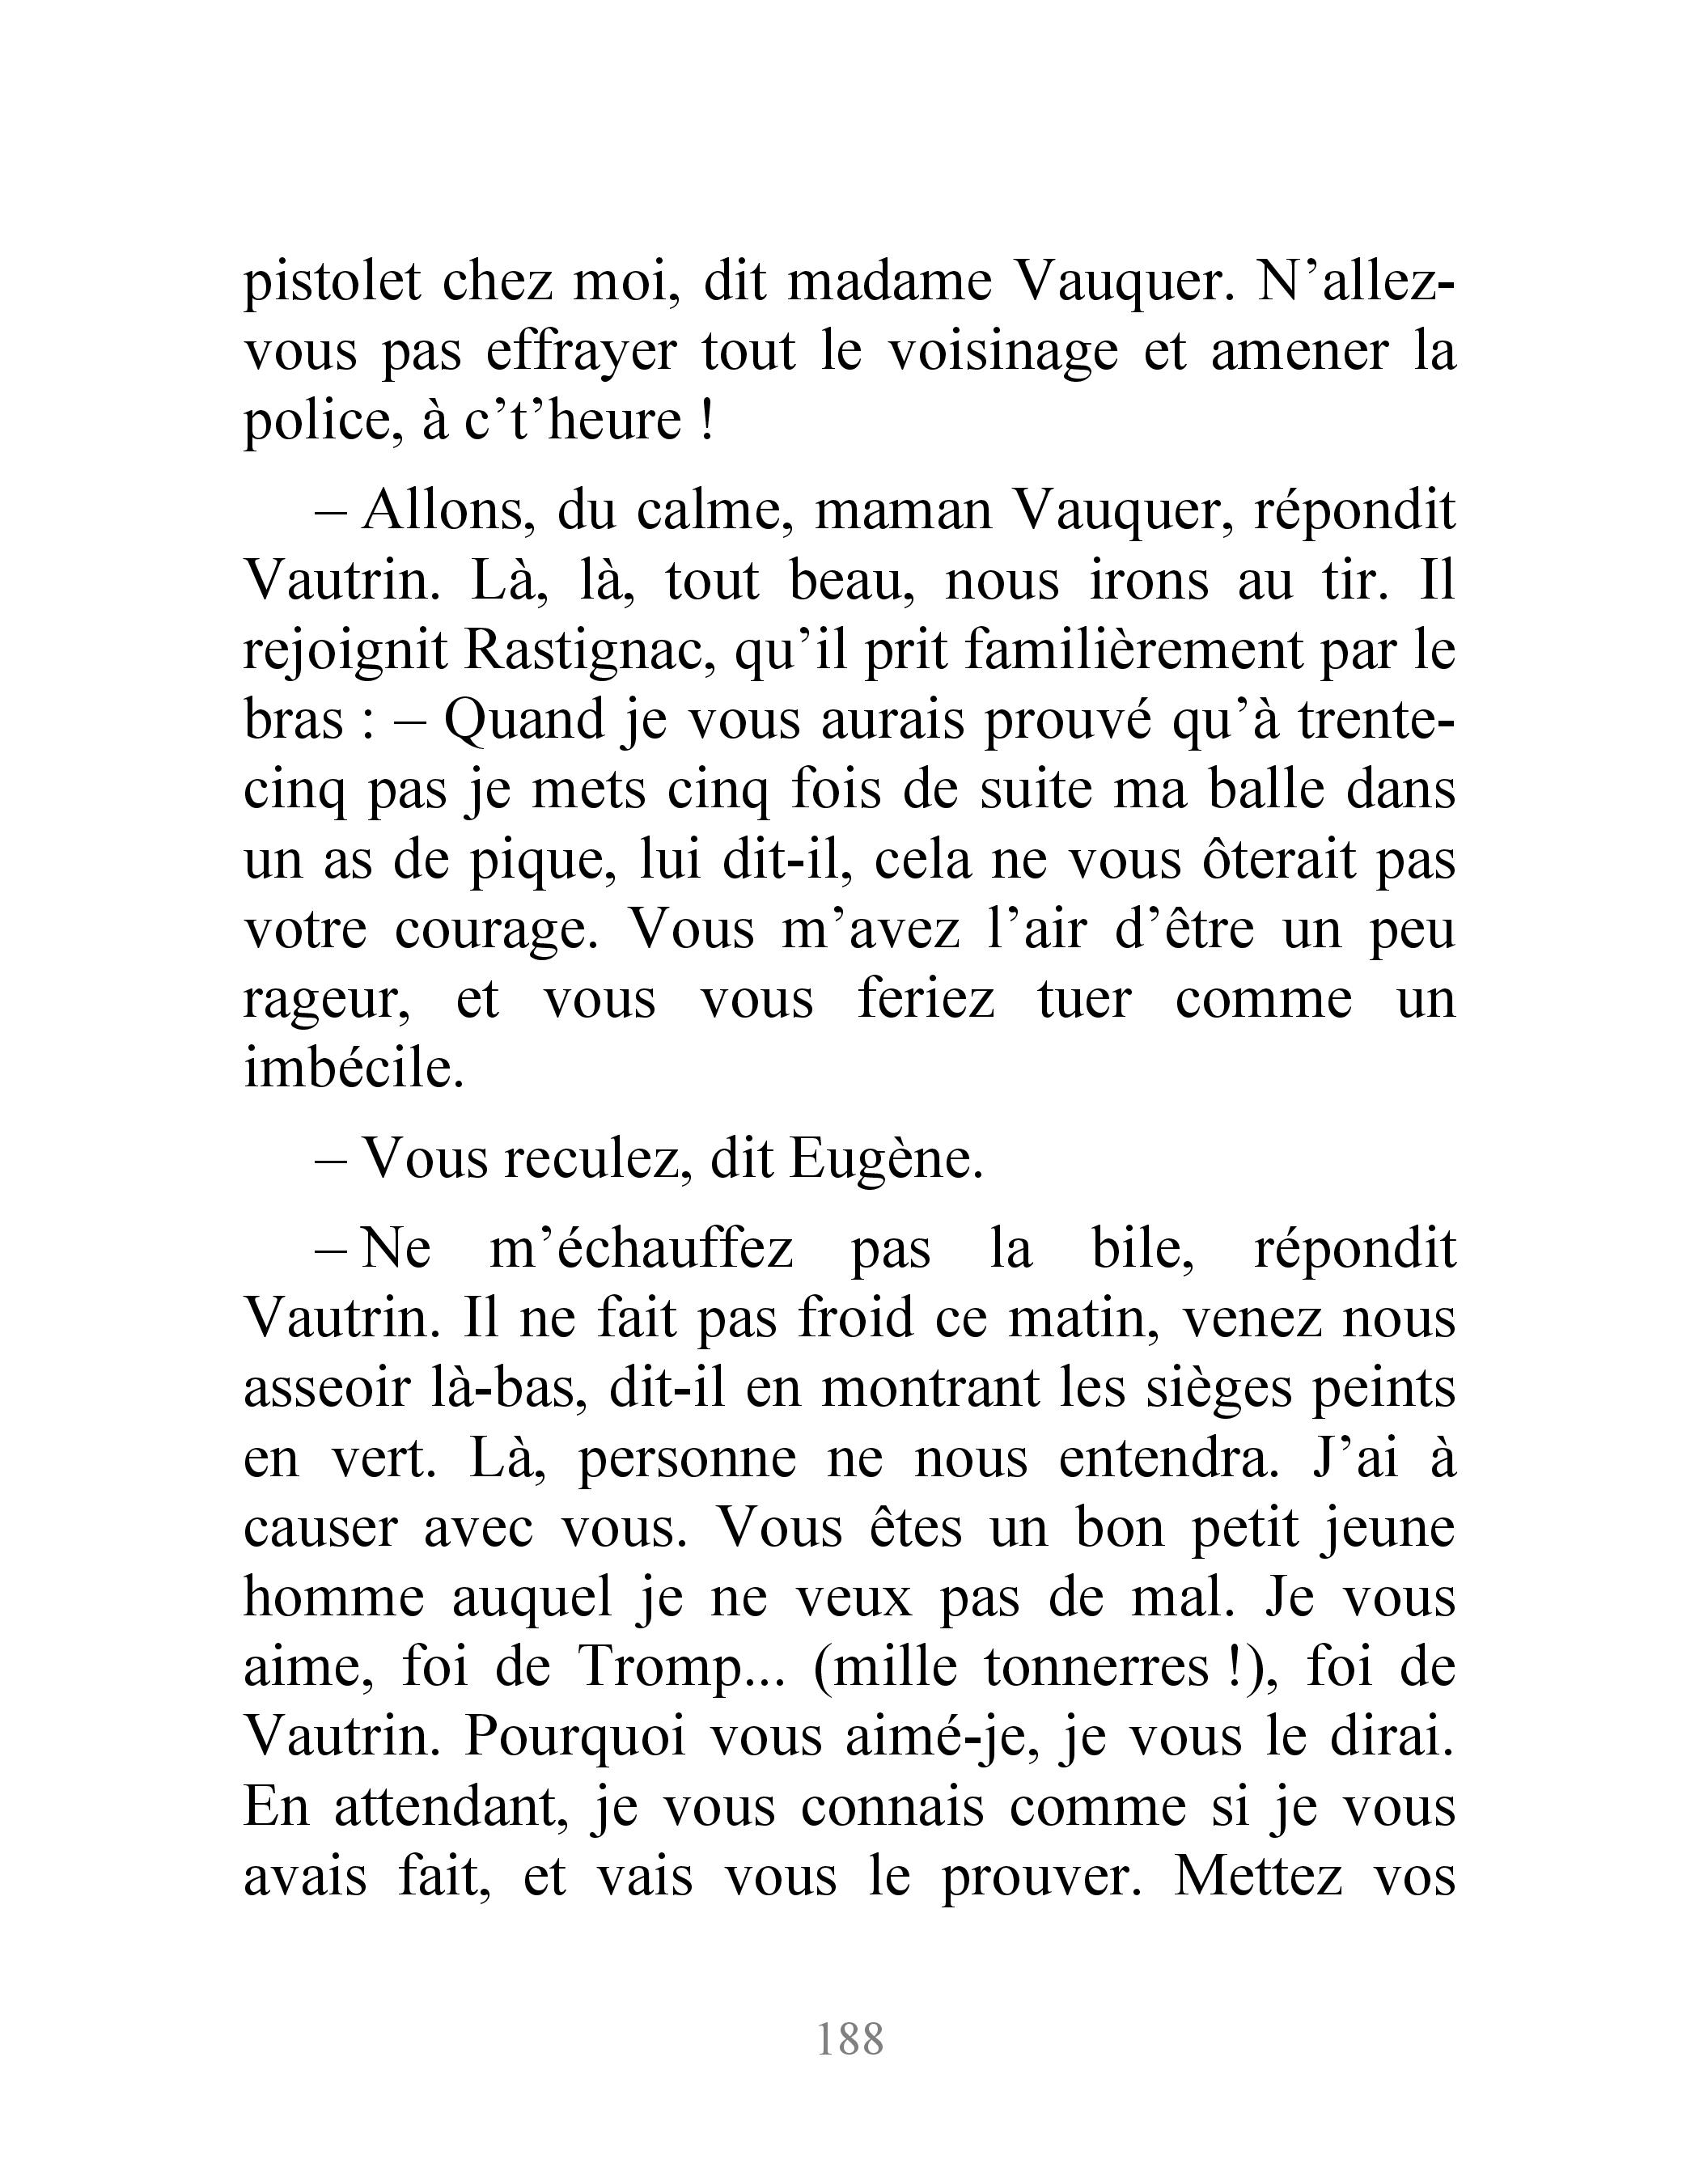 pistolet chez moi, dit madame Vauquer. N’allez-
vous pas effrayer tout le voisinage et amener la
police, à c’t’heure !
– Allons, du calme, maman Vauquer, répondit
Vautrin. Là, là, tout beau, nous irons au tir. Il
rejoignit Rastignac, qu’il prit familièrement par le
bras : – Quand je vous aurais prouvé qu’à trente-
cinq pas je mets cinq fois de suite ma balle dans
un as de pique, lui dit-il, cela ne vous ôterait pas
votre courage. Vous m’avez l’air d’être un peu
rageur, et vous vous feriez tuer comme un
imbécile.
– Vous reculez, dit Eugène.
– Ne m’échauffez pas la bile, répondit
Vautrin. Il ne fait pas froid ce matin, venez nous
asseoir là-bas, dit-il en montrant les sièges peints
en vert. Là, personne ne nous entendra. J’ai à
causer avec vous. Vous êtes un bon petit jeune
homme auquel je ne veux pas de mal. Je vous
aime, foi de Tromp... (mille tonnerres !), foi de
Vautrin. Pourquoi vous aimé-je, je vous le dirai.
En attendant, je vous connais comme si je vous
avais fait, et vais vous le prouver. Mettez vos
188